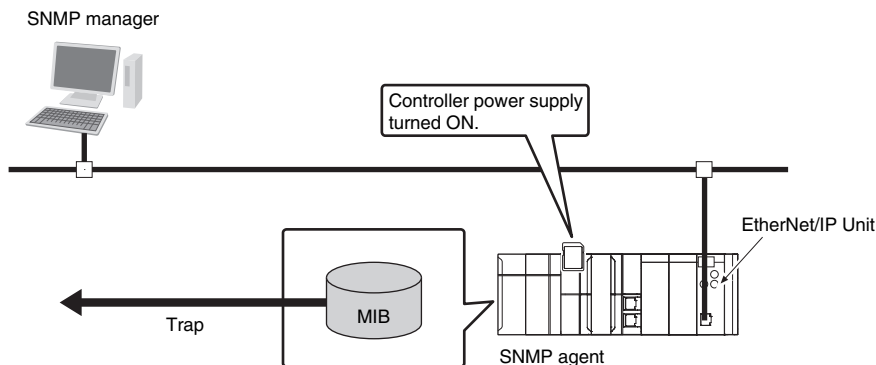 SNMP manager
Controller power supply
turned ON.
EtherNet/IP Unit
MIB
Trap
SNMP agent